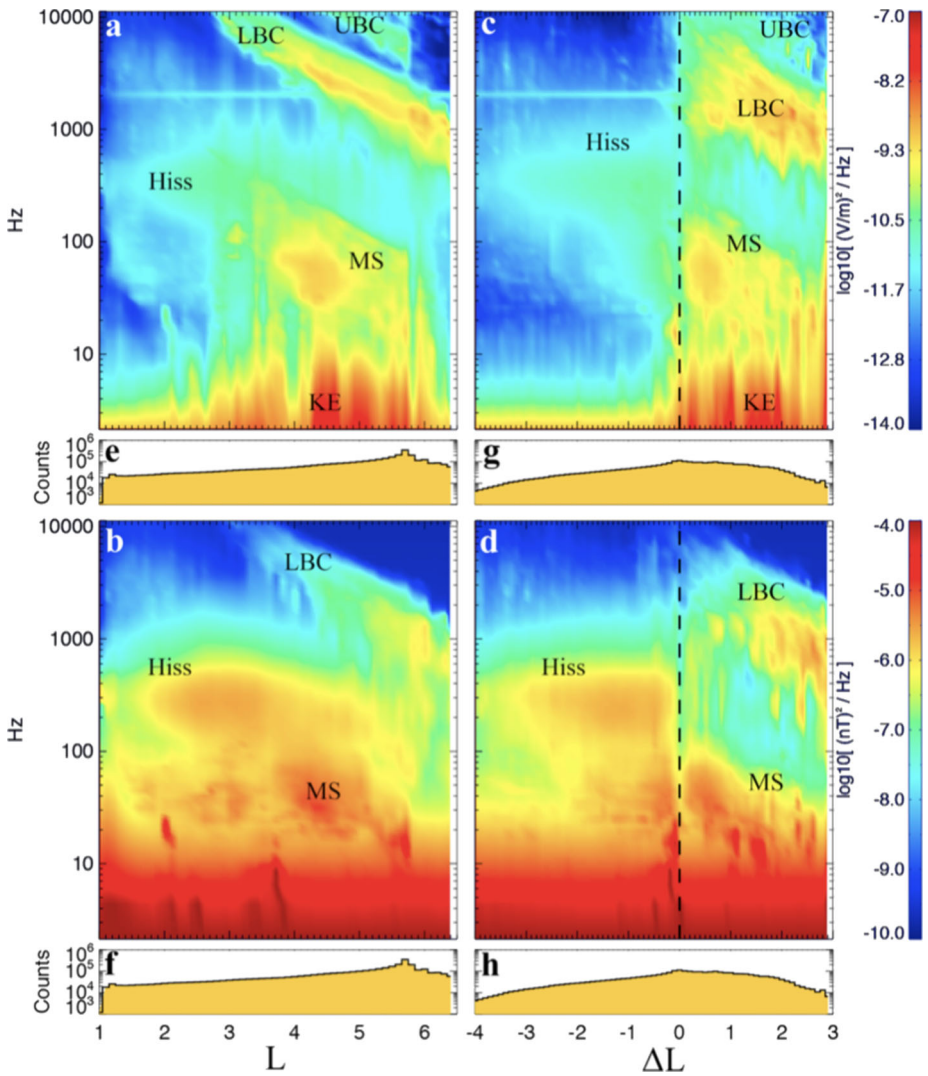 10000
1000
100
10
Hz
a
LBC
UBC
Hiss
MS
KE
c
UBC
LBC
Hiss
MS
KE
-7.0
-8.2
-9.3
-10.5
-11.7
-12.8
-14.0
log10[ (V/m)² / Hz ]
Counts
10⁶
10⁵
10⁴
10³
e
g
10000
1000
100
10
Hz
b
LBC
Hiss
MS
d
LBC
Hiss
MS
-4.0
-5.0
-6.0
-7.0
-8.0
-9.0
-10.0
log10[ (nT)² / Hz ]
Counts
10⁶
10⁵
10⁴
10³
f
h
1 2 3 4 5 6
L
-4 -3 -2 -1 0 1 2 3
ΔL